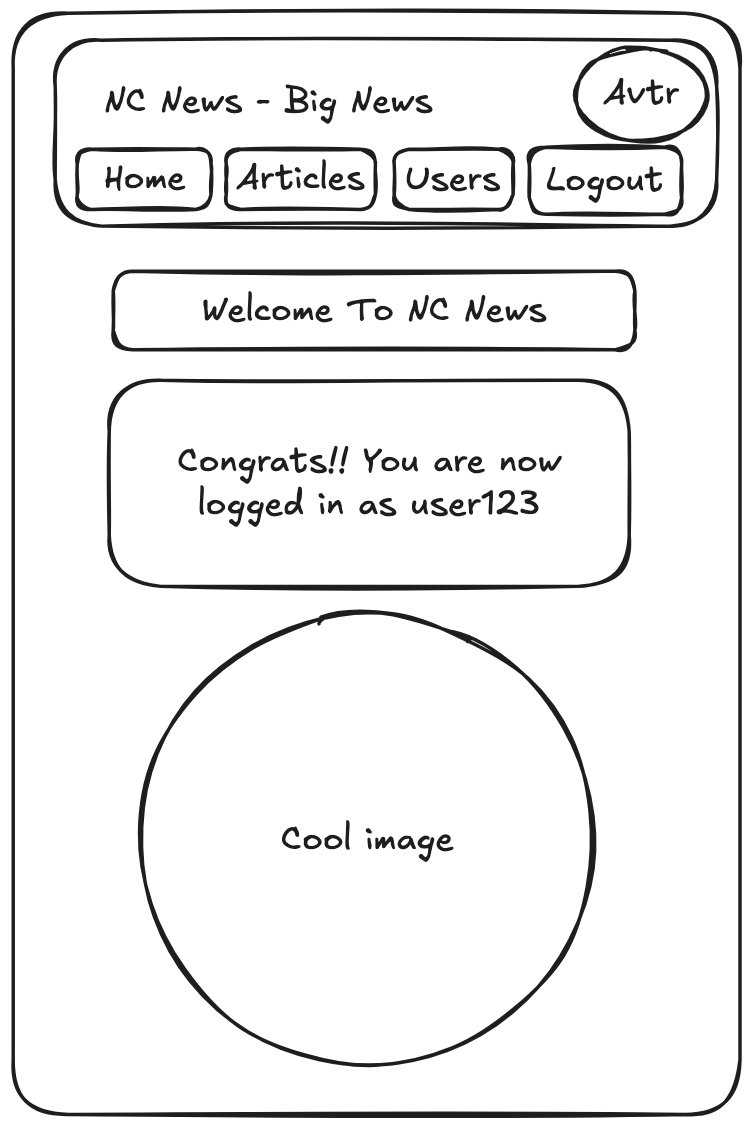 NC News - Big News
Avtr
Home Articles Users Logout
Welcome To NC News
Congrats!! You are now
logged in as user123
Cool image